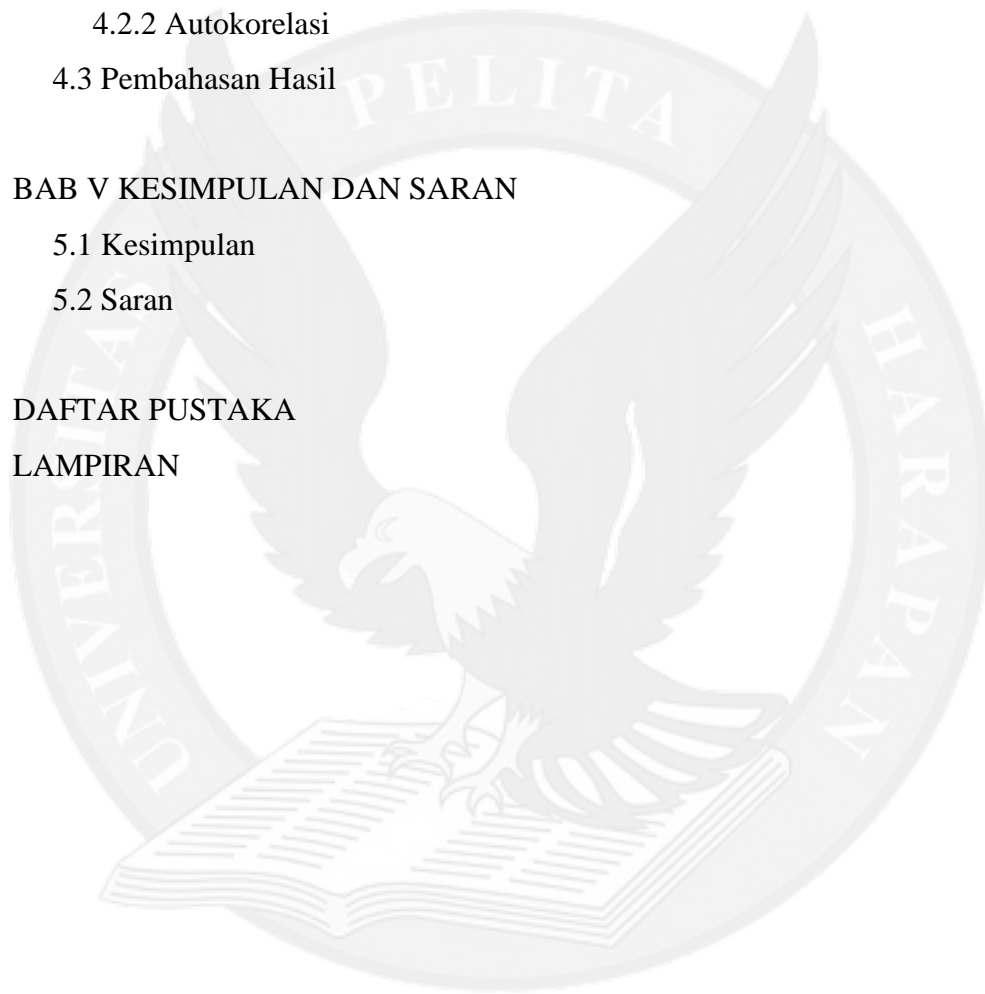 4.2.2 Autokorelasi
4.3 Pembahasan Hasil
BAB V KESIMPULAN DAN SARAN
5.1 Kesimpulan
5.2 Saran
DAFTAR PUSTAKA
LAMPIRAN
UNIVERSITAS PELITA HARAPAN